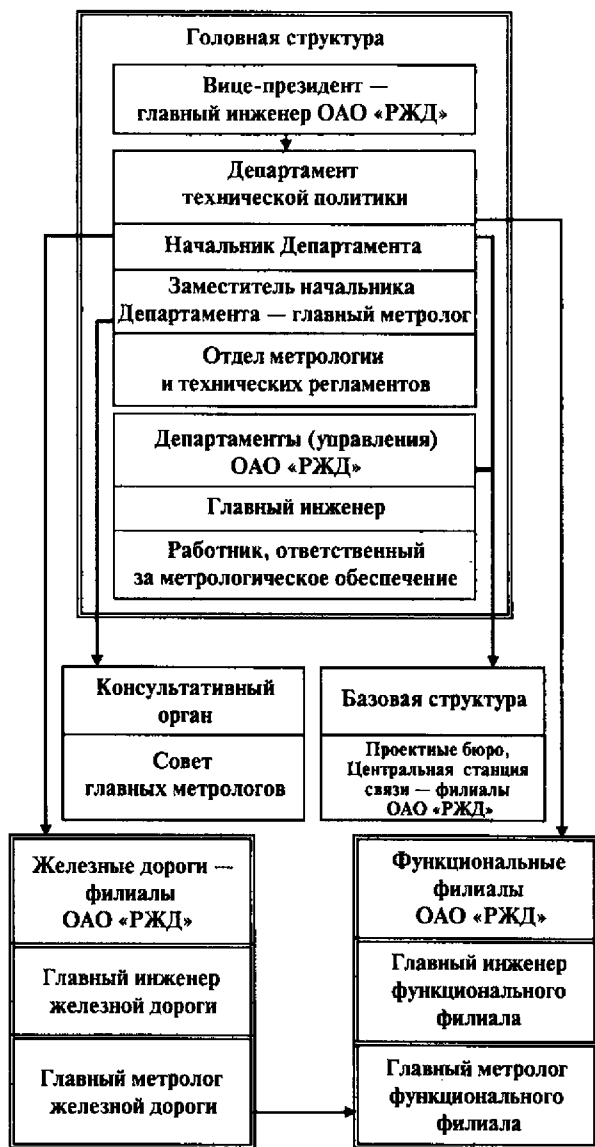 Головная структура
Вице-президент —
главный инженер ОАО «РЖД»
Департамент
технической политики
Начальник Департамента
Заместитель начальника
Департамента — главный метролог
Отдел метрологии
и технических регламентов
Департаменты (управления)
ОАО «РЖД»
Главный инженер
Работник, ответственный
за метрологическое обеспечение
Консультативный
орган
Совет
главных метрологов
Базовая структура
Проектные бюро,
Центральная станция
связи — филиалы
ОАО «РЖД»
Железные дороги —
филиалы
ОАО «РЖД»
Главный инженер
железной дороги
Главный метролог
железной дороги
Функциональные
филиалы
ОАО «РЖД»
Главный инженер
функционального
филиала
Главный метролог
функционального
филиала